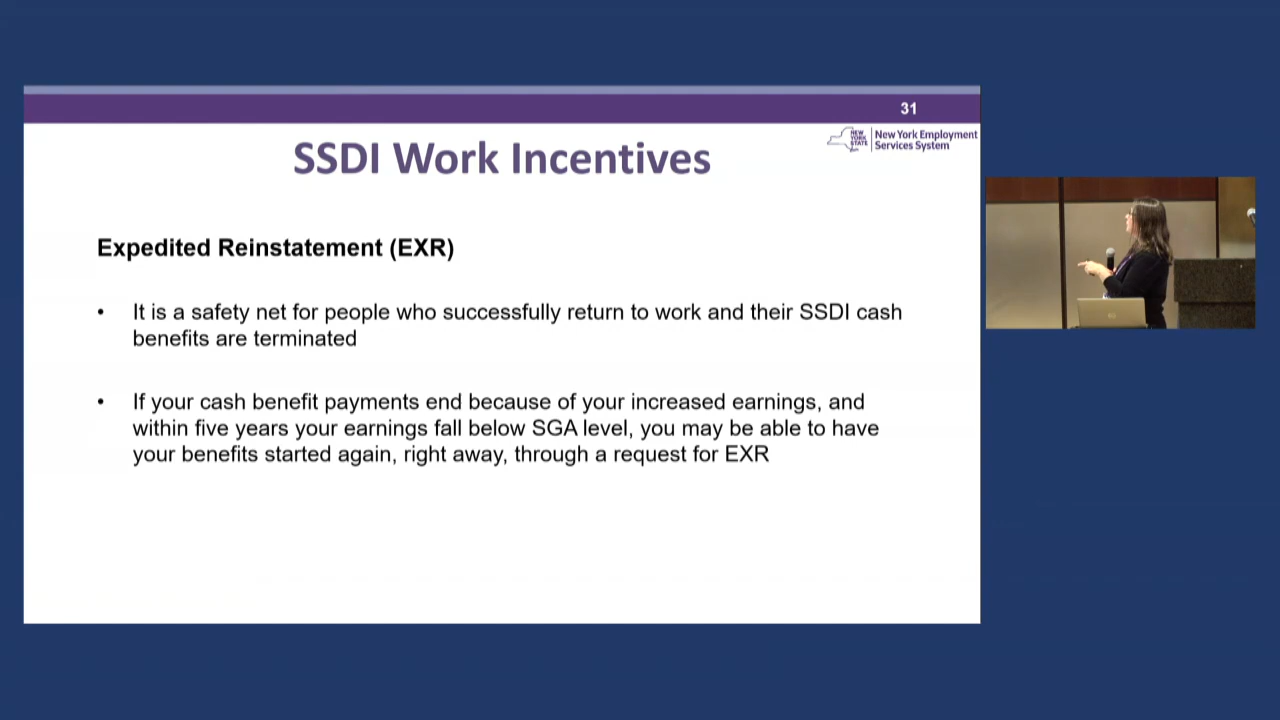 31
NEW
YORK
STATE
New York Employment
Services System
SSDI Work Incentives
Expedited Reinstatement (EXR)
• It is a safety net for people who successfully return to work and their SSDI cash
benefits are terminated
• If your cash benefit payments end because of your increased earnings, and
within five years your earnings fall below SGA level, you may be able to have
your benefits started again, right away, through a request for EXR